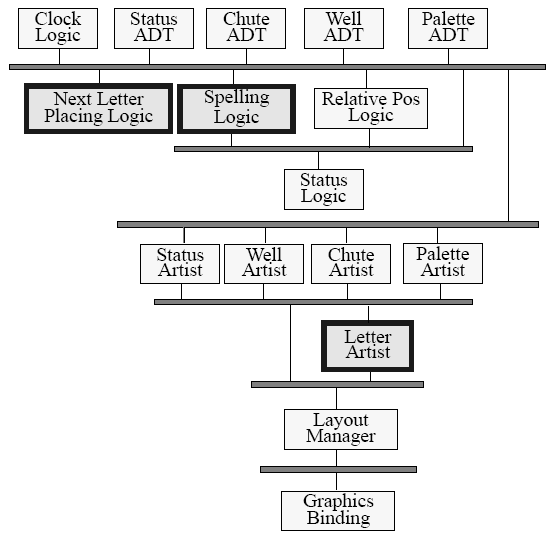 Clock
Logic
Status
ADT
Chute
ADT
Well
ADT
Palette
ADT
Next Letter
Placing Logic
Spelling
Logic
Relative Pos
Logic
Status
Logic
Status
Artist
Well
Artist
Chute
Artist
Palette
Artist
Letter
Artist
Layout
Manager
Graphics
Binding